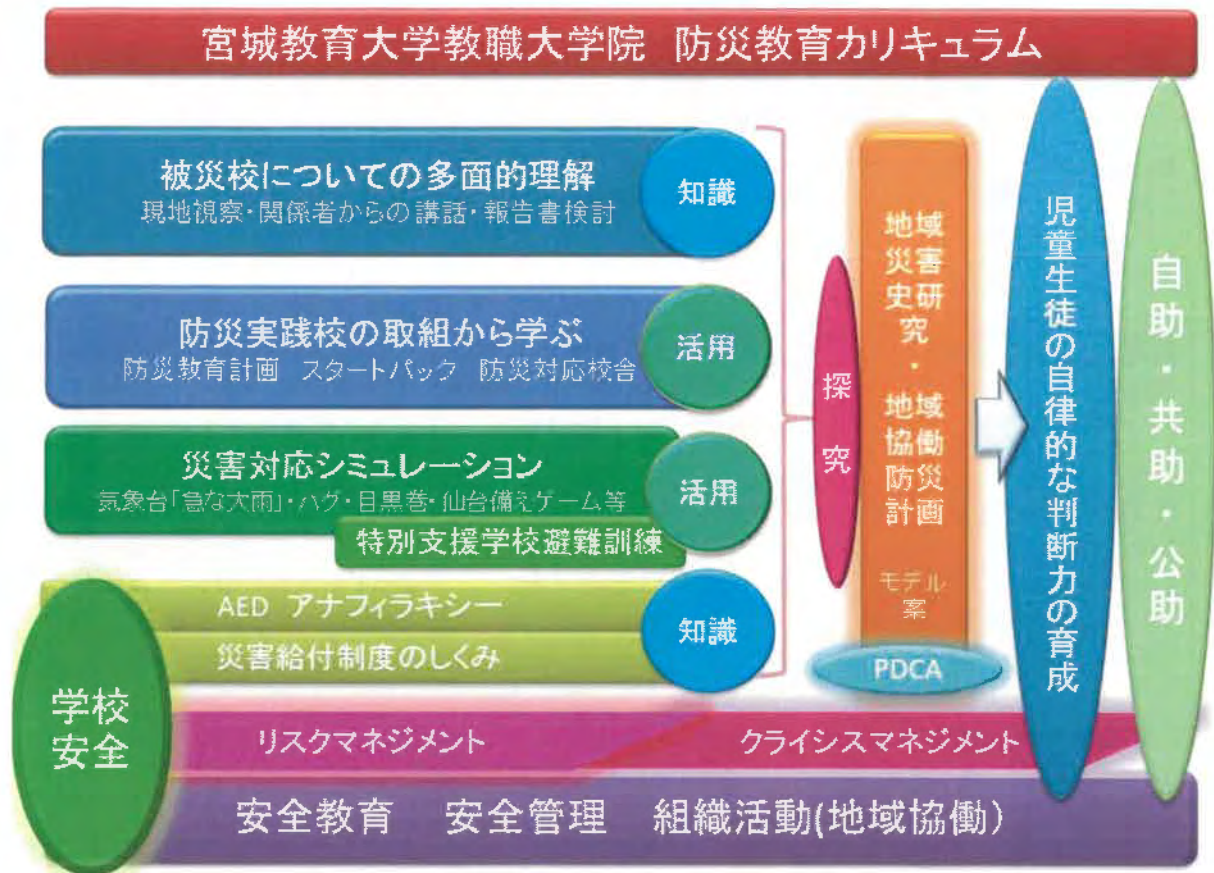 宮城教育大学教職大学院 防災教育カリキュラム
被災校についての多面的理解
現地視察・関係者からの講話・報告書検討
知識
防災実践校の取組から学ぶ
防災教育計画 スタートパック 防災対応校舎
活用
災害対応シミュレーション
気象台「急な大雨」・ハグ・目黒巻・仙台備えゲーム等
活用
特別支援学校避難訓練
AED アナフィラキシー
災害給付制度のしくみ
知識
探究
地域災害史研究・地域協働防災計画
モデル案
PDCA
児童生徒の自律的な判断力の育成
自助・共助・公助
学校安全
リスクマネジメント
クライシスマネジメント
安全教育 安全管理 組織活動(地域協働)